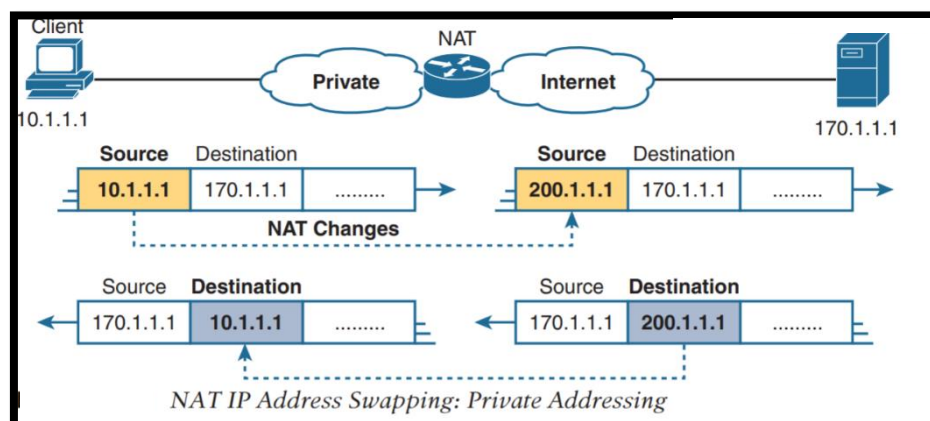 Client
NAT
Private
Internet
10.1.1.1
170.1.1.1
Source Destination
10.1.1.1 170.1.1.1 .........
Source Destination
200.1.1.1 170.1.1.1 .........
NAT Changes
Source Destination
170.1.1.1 10.1.1.1 .........
Source Destination
170.1.1.1 200.1.1.1 .........
NAT IP Address Swapping: Private Addressing